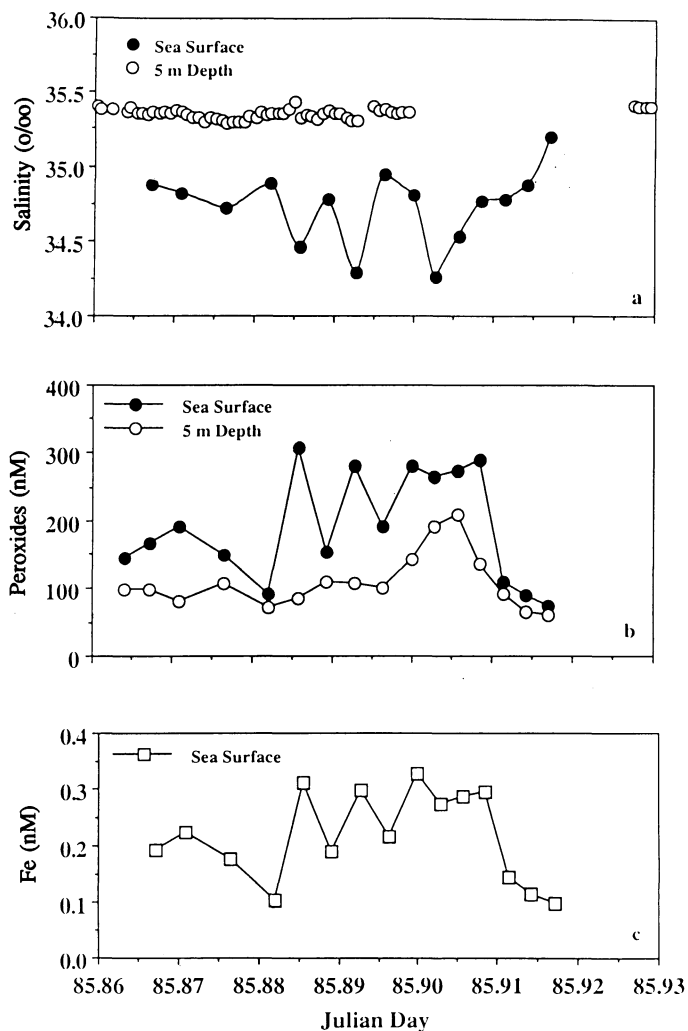 36.0
Sea Surface
5 m Depth
35.5
35.0
34.5
34.0
Salinity (o/oo)
a
400
Sea Surface
5 m Depth
300
200
100
0
Peroxides (nM)
b
0.4
Sea Surface
0.3
0.2
0.1
0.0
Fe (nM)
c
85.86 85.87 85.88 85.89 85.90 85.91 85.92 85.93
Julian Day